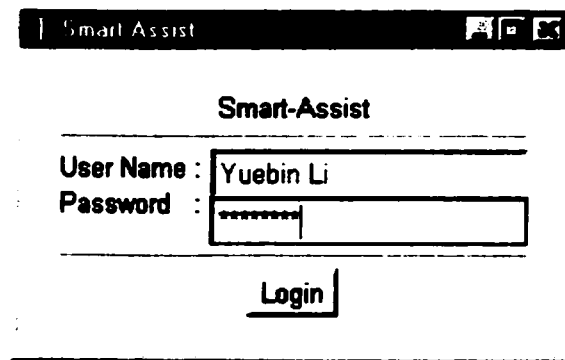 Smart Assist
Smart-Assist
User Name : Yuebin Li
Password : ********
Login